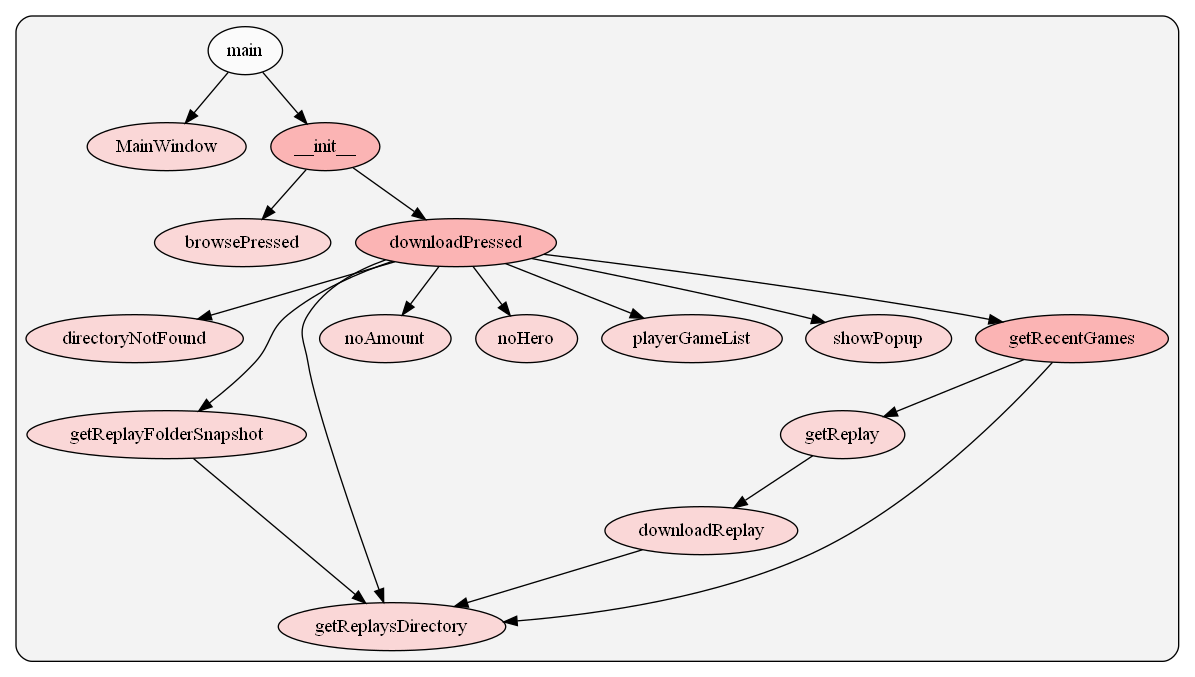 main
MainWindow
__init__
browsePressed
downloadPressed
directoryNotFound
noAmount
noHero
playerGameList
showPopup
getRecentGames
getReplayFolderSnapshot
getReplay
downloadReplay
getReplaysDirectory